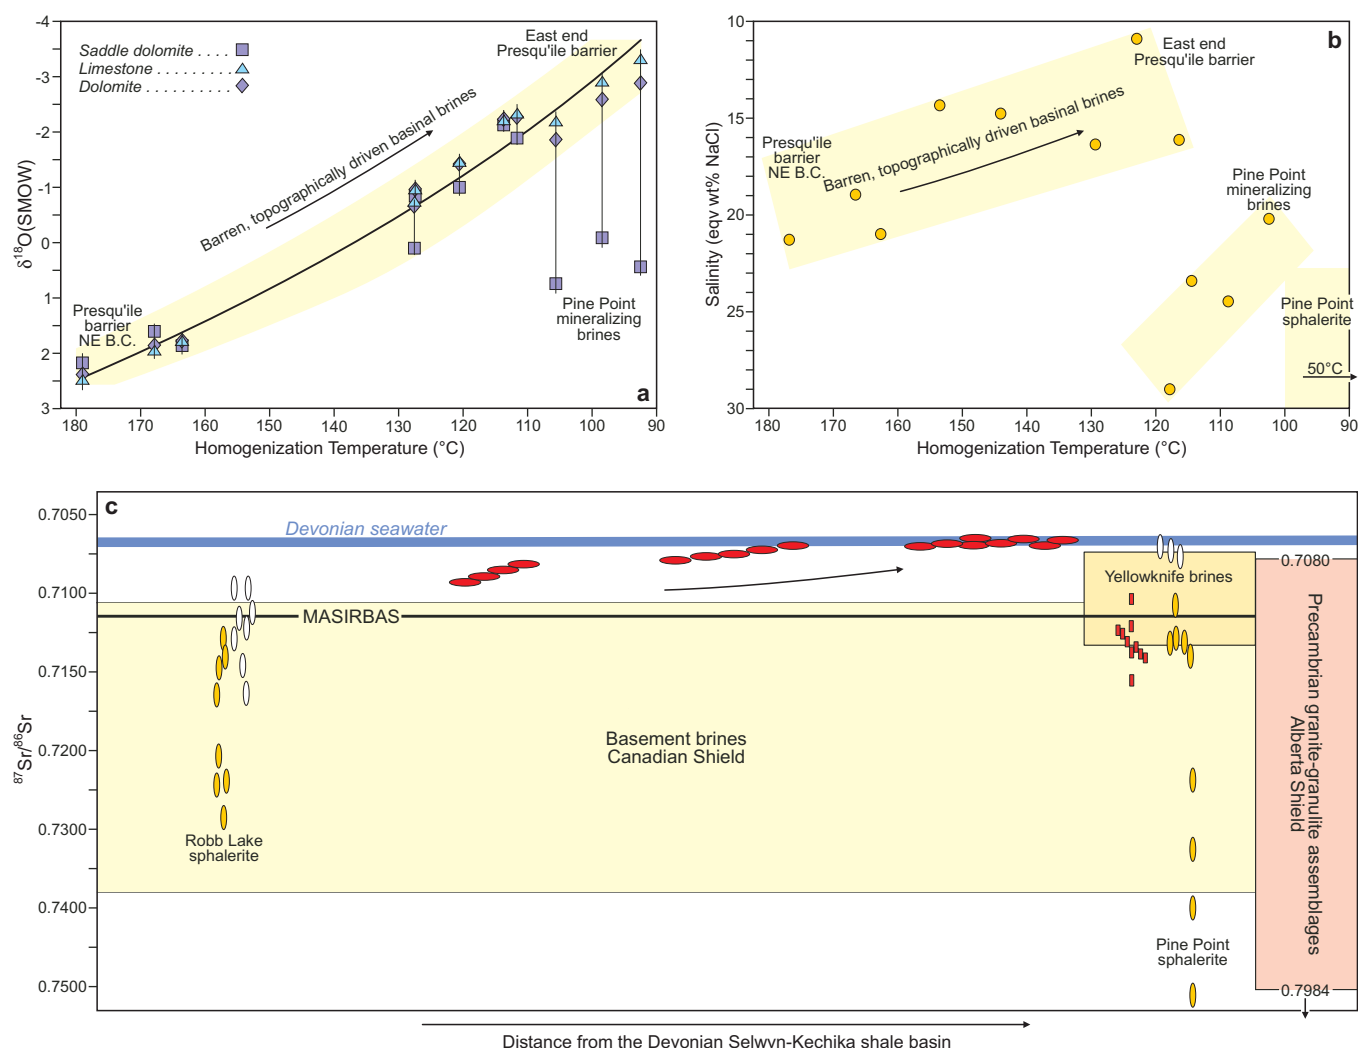 a
-4
-3
-2
-1
0
1
2
3
δ18O(SMOW)
Saddle dolomite . . . .
Limestone . . . . . . . . .
Dolomite . . . . . . . . . .
East end
Presqu'ile barrier
Barren, topographically driven basinal brines
Presqu'ile
barrier
NE B.C.
Pine Point
mineralizing
brines
180 170 160 150 140 130 120 110 100 90
Homogenization Temperature (°C)
b
10
15
20
25
30
Salinity (eqv wt% NaCl)
East end
Presqu'ile barrier
Presqu'ile
barrier
NE B.C.
Barren, topographically driven basinal brines
Pine Point
mineralizing
brines
Pine Point
sphalerite
50°C
180 170 160 150 140 130 120 110 100 90
Homogenization Temperature (°C)
c
0.7050
0.7100
0.7150
0.7200
0.7300
0.7400
0.7500
87Sr/86Sr
Devonian seawater
MASIRBAS
Yellowknife brines
0.7080
Basement brines
Canadian Shield
Robb Lake
sphalerite
Pine Point
sphalerite
Precambrian granite-granulite assemblages
Alberta Shield
0.7984
Distance from the Devonian Selwyn-Kechika shale basin